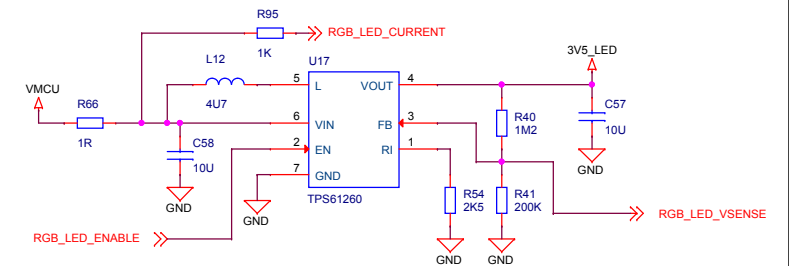 R95
RGB_LED_CURRENT
1K
L12
U17
3V5_LED
5
L
VOUT
4
VMCU
4U7
R66
R40
C57
6
VIN
FB
3
1M2
10U
1R
C58
2
EN
RI
1
10U
GND
7
GND
R54
R41
GND
TPS61260
2K5
200K
GND
RGB_LED_VSENSE
RGB_LED_ENABLE
GND
GND